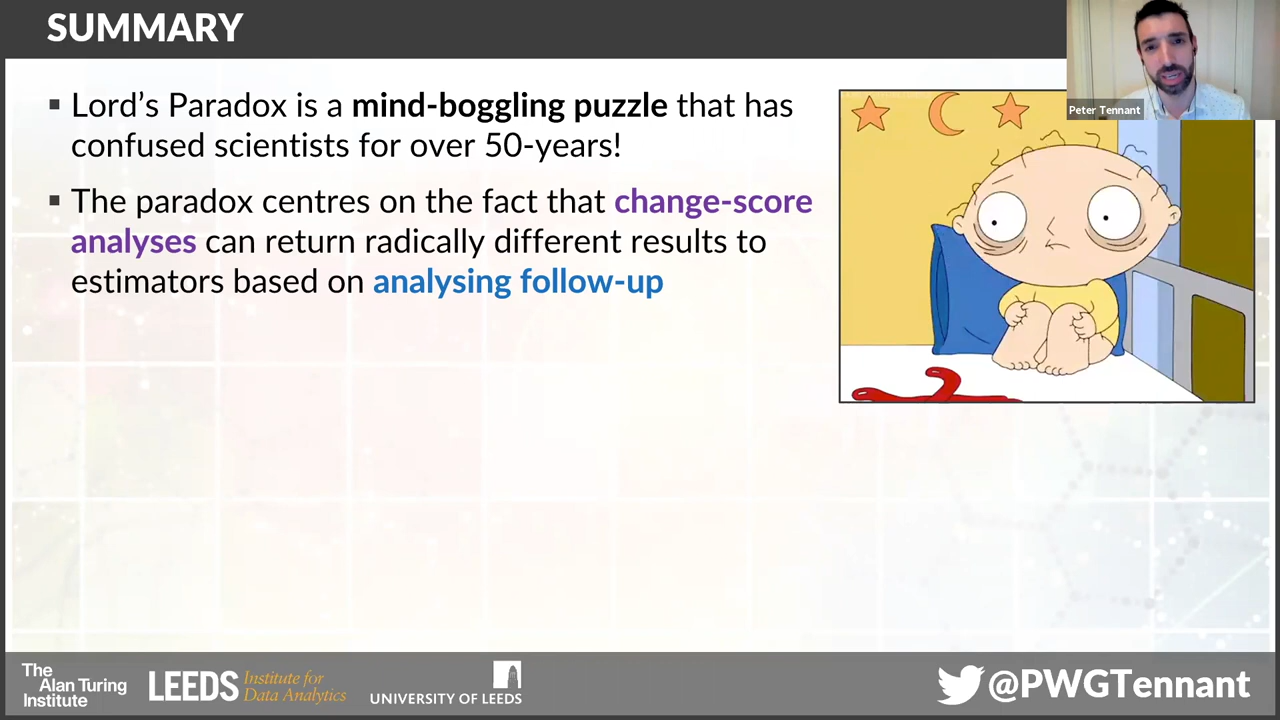 SUMMARY
Peter Tennant
▪ Lord’s Paradox is a mind-boggling puzzle that has
confused scientists for over 50-years!
▪ The paradox centres on the fact that change-score
analyses can return radically different results to
estimators based on analysing follow-up
The
Alan Turing
Institute
LEEDS Institute for
Data Analytics
UNIVERSITY OF LEEDS
@PWGTennant